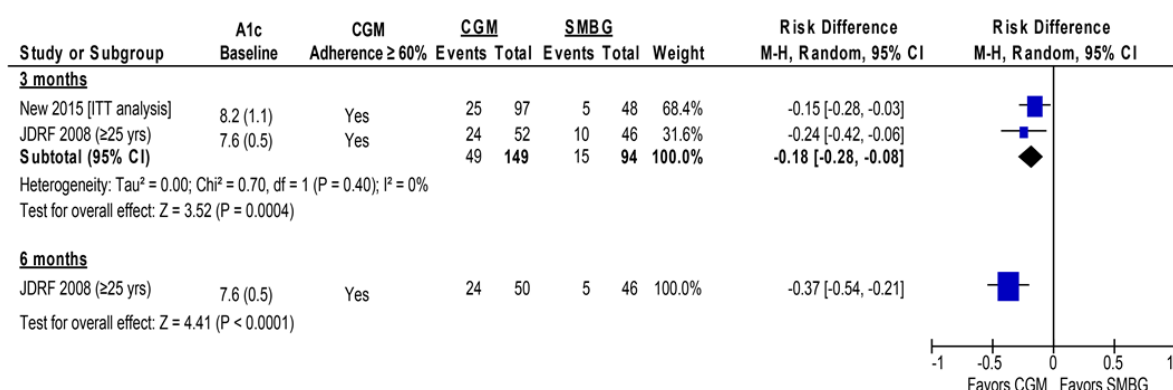 A1c CGM CGM SMBG Risk Difference Risk Difference
Study or Subgroup Baseline Adherence ≥ 60% Events Total Events Total Weight M-H, Random, 95% CI M-H, Random, 95% CI
3 months
New 2015 [ITT analysis] 8.2 (1.1) Yes 25 97 5 48 68.4% -0.15 [-0.28, -0.03]
JDRF 2008 (≥25 yrs) 7.6 (0.5) Yes 24 52 10 46 31.6% -0.24 [-0.42, -0.06]
Subtotal (95% CI) 49 149 15 94 100.0% -0.18 [-0.28, -0.08]
Heterogeneity: Tau² = 0.00; Chi² = 0.70, df = 1 (P = 0.40); I² = 0%
Test for overall effect: Z = 3.52 (P = 0.0004)
6 months
JDRF 2008 (≥25 yrs) 7.6 (0.5) Yes 24 50 5 46 100.0% -0.37 [-0.54, -0.21]
Test for overall effect: Z = 4.41 (P < 0.0001)
-1 -0.5 0 0.5 1
Favors CGM Favors SMBG